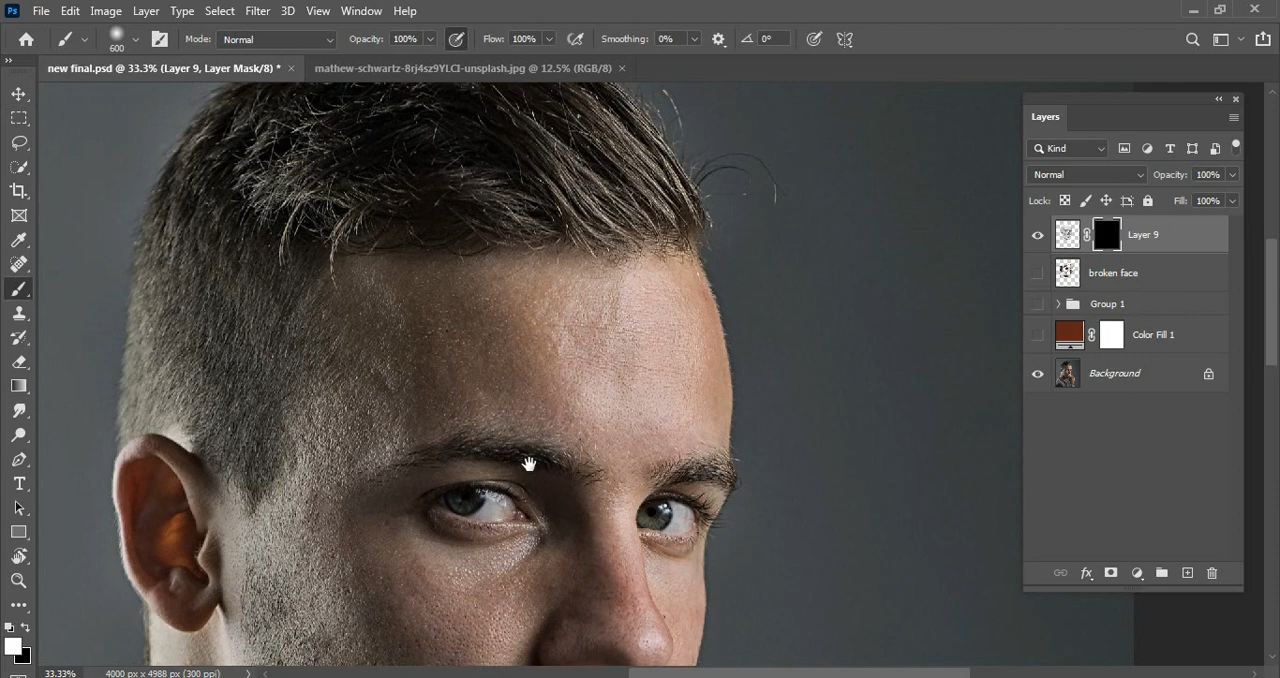 Ps File Edit Image Layer Type Select Filter 3D View Window Help
600 Mode: Normal Opacity: 100% Flow: 100% Smoothing: 0% 0°
new final.psd @ 33.3% (Layer 9, Layer Mask/8) * × mathew-schwartz-8rj4sz9YLCI-unsplash.jpg @ 12.5% (RGB/8) ×
Layers
Kind
Normal Opacity: 100%
Lock: Fill: 100%
Layer 9
broken face
Group 1
Color Fill 1
Background
fx
33.33% 4000 px x 4988 px (300 ppi)